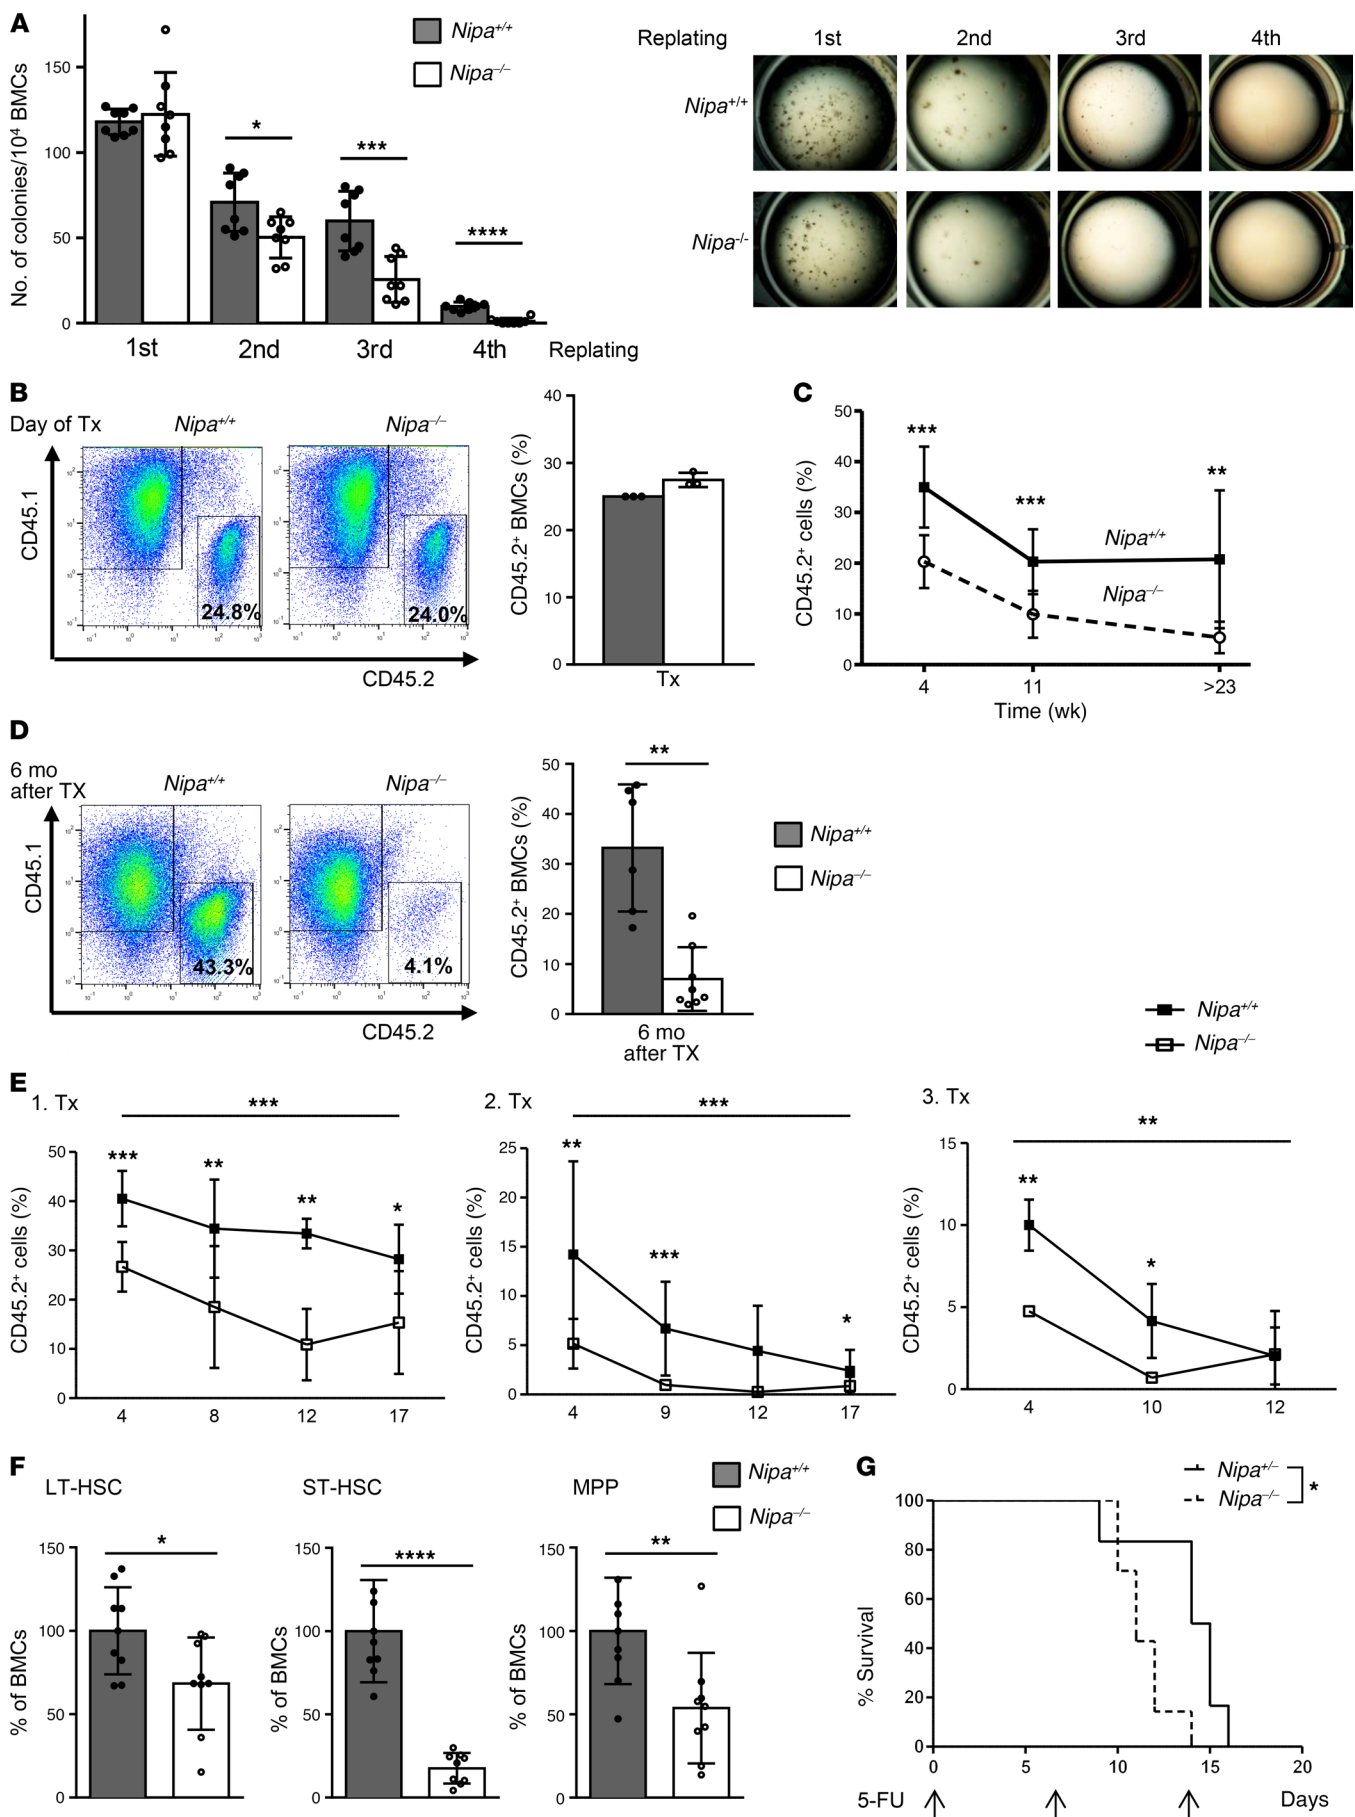 A
Nipa+/+
Nipa–/–
No. of colonies/10⁴ BMCs
150
100
50
0
*
***
****
1st
2nd
3rd
4th
Replating
Replating
1st
2nd
3rd
4th
Nipa+/+
Nipa-/-
B
Day of Tx
Nipa+/+
Nipa–/–
CD45.1
24.8%
24.0%
CD45.2
CD45.2+ BMCs (%)
40
30
20
10
0
Tx
C
CD45.2+ cells (%)
50
40
30
20
10
0
***
***
**
Nipa+/+
Nipa–/–
4
11
>23
Time (wk)
D
6 mo
after TX
Nipa+/+
Nipa–/–
CD45.1
43.3%
4.1%
CD45.2
CD45.2+ BMCs (%)
50
40
30
20
10
0
**
6 mo
after TX
Nipa+/+
Nipa–/–
Nipa+/+
Nipa–/–
E
1. Tx
***
CD45.2+ cells (%)
50
40
30
20
10
0
***
**
**
*
4
8
12
17
2. Tx
***
CD45.2+ cells (%)
25
20
15
10
5
0
**
***
*
4
9
12
17
3. Tx
**
CD45.2+ cells (%)
15
10
5
0
**
*
4
10
12
F
LT-HSC
% of BMCs
150
100
50
0
*
ST-HSC
% of BMCs
150
100
50
0
****
MPP
% of BMCs
150
100
50
0
**
Nipa+/+
Nipa–/–
G
Nipa+/–
Nipa–/–
*
% Survival
100
80
60
40
20
0
0
5
10
15
20
5-FU
Days